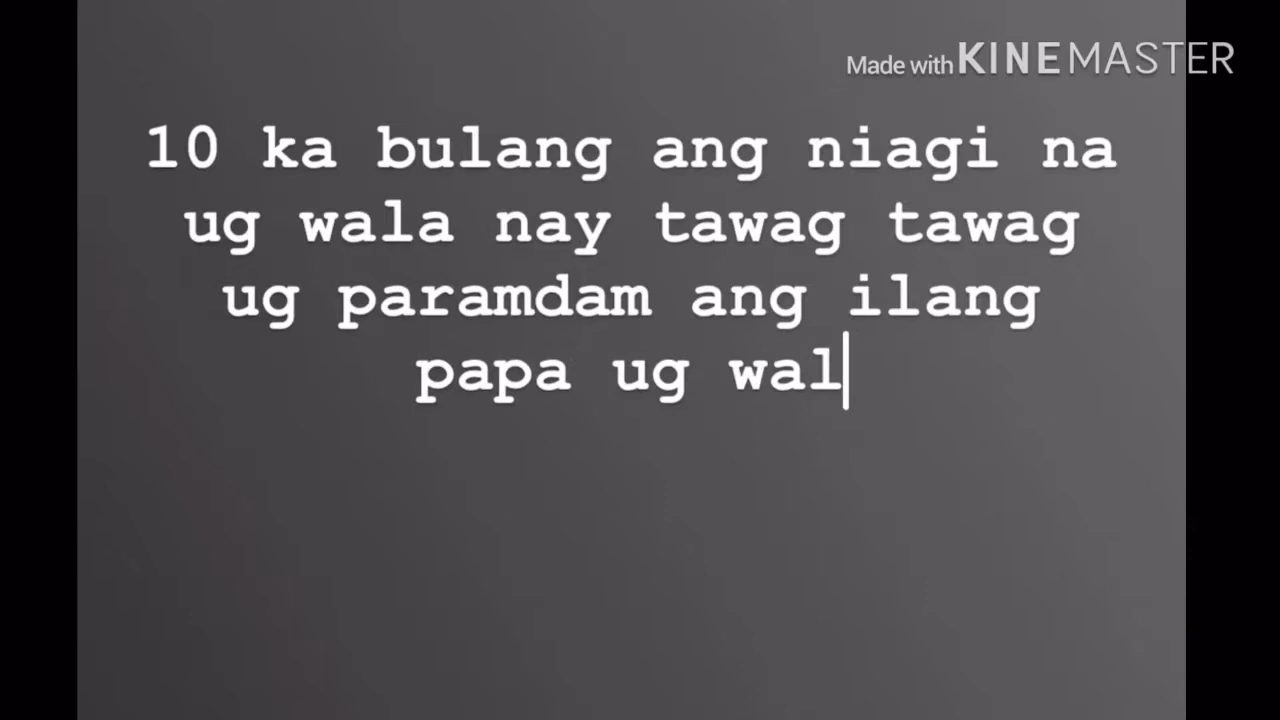 Made with KINEMASTER
10 ka bulang ang niagi na
ug wala nay tawag tawag
ug paramdam ang ilang
papa ug wal